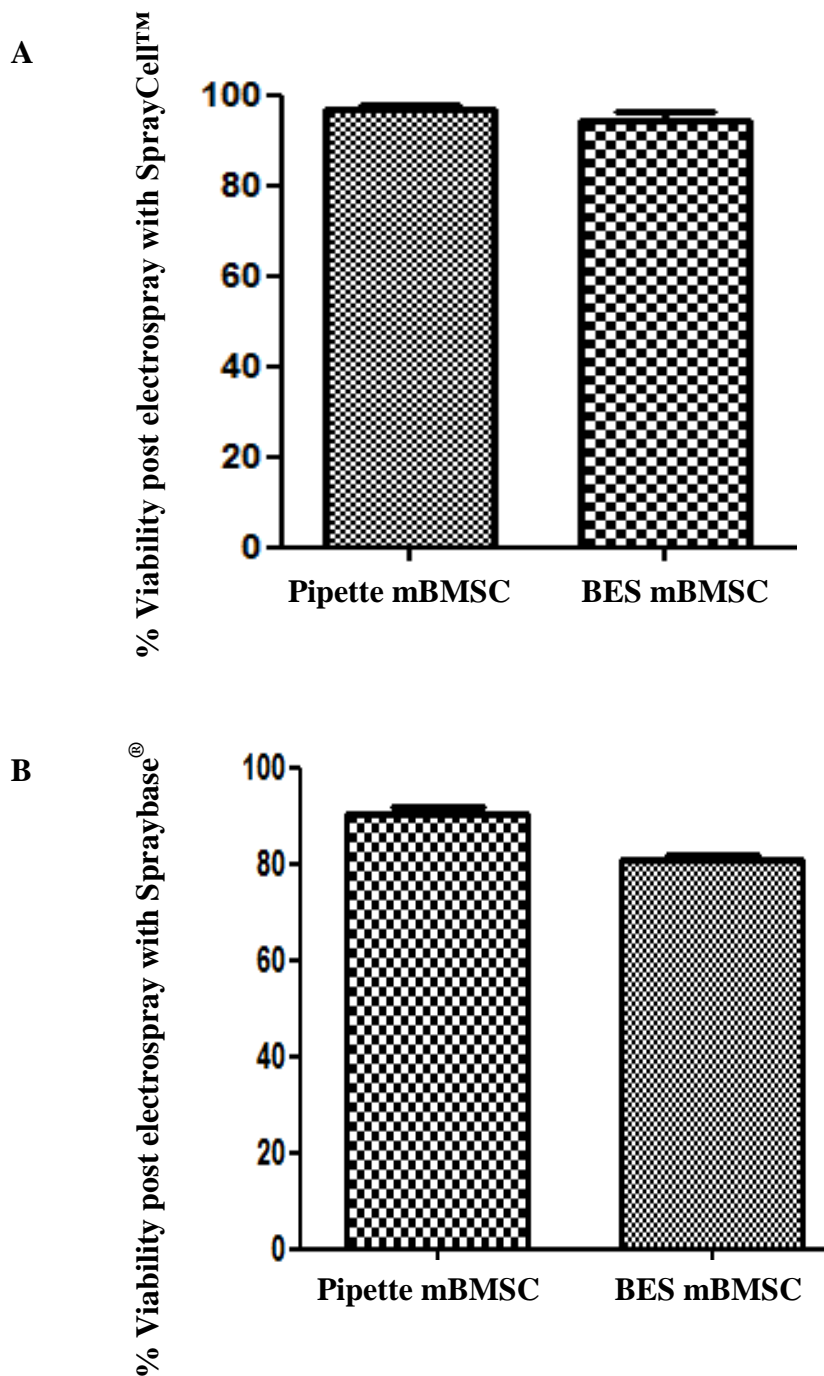 A
% Viability post electrospray with SprayCell™
100
80
60
40
20
0
Pipette mBMSC BES mBMSC
B
% Viability post electrospray with Spraybase®
100
80
60
40
20
0
Pipette mBMSC BES mBMSC